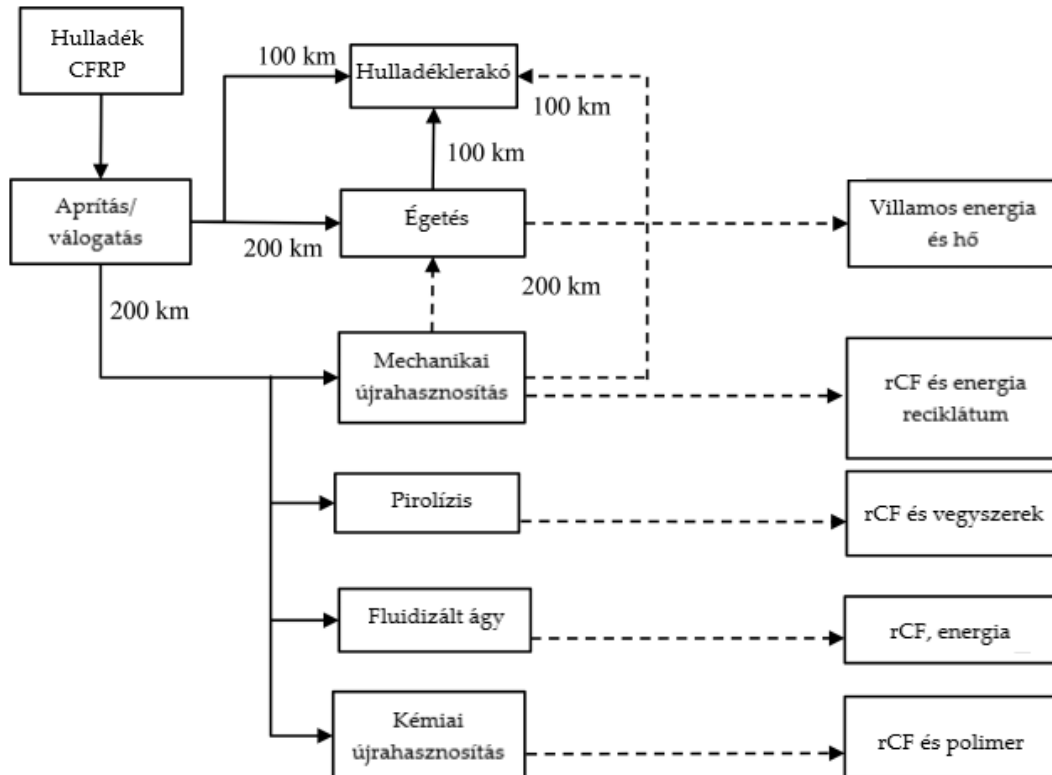 Hulladék
CFRP
100 km
Hulladéklerakó
100 km
100 km
Aprítás/
válogatás
200 km
Égetés
Villamos energia
és hő
200 km
200 km
Mechanikai
újrahasznosítás
rCF és energia
reciklátum
Pirolízis
rCF és vegyszerek
Fluidizált ágy
rCF, energia
Kémiai
újrahasznosítás
rCF és polimer